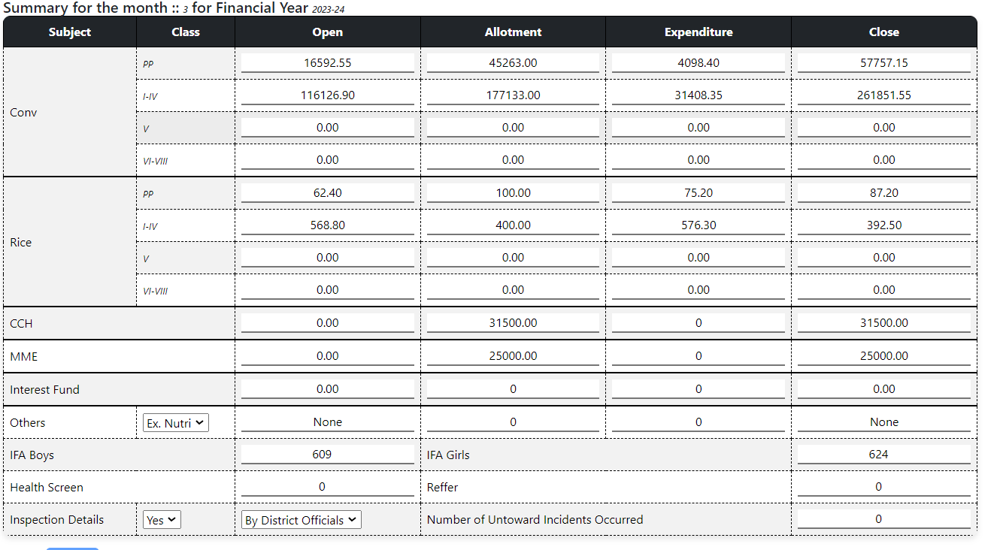 Summary for the month :: 3 for Financial Year 2023-24
Subject Class Open Allotment Expenditure Close
Conv
PP 16592.55 45263.00 4098.40 57757.15
I-IV 116126.90 177133.00 31408.35 261851.55
V 0.00 0.00 0.00 0.00
VI-VIII 0.00 0.00 0.00 0.00
Rice
PP 62.40 100.00 75.20 87.20
I-IV 568.80 400.00 576.30 392.50
V 0.00 0.00 0.00 0.00
VI-VIII 0.00 0.00 0.00 0.00
CCH 0.00 31500.00 0 31500.00
MME 0.00 25000.00 0 25000.00
Interest Fund 0.00 0 0 0.00
Others Ex. Nutri None 0 0 None
IFA Boys 609 IFA Girls 624
Health Screen 0 Reffer 0
Inspection Details Yes By District Officials Number of Untoward Incidents Occurred 0